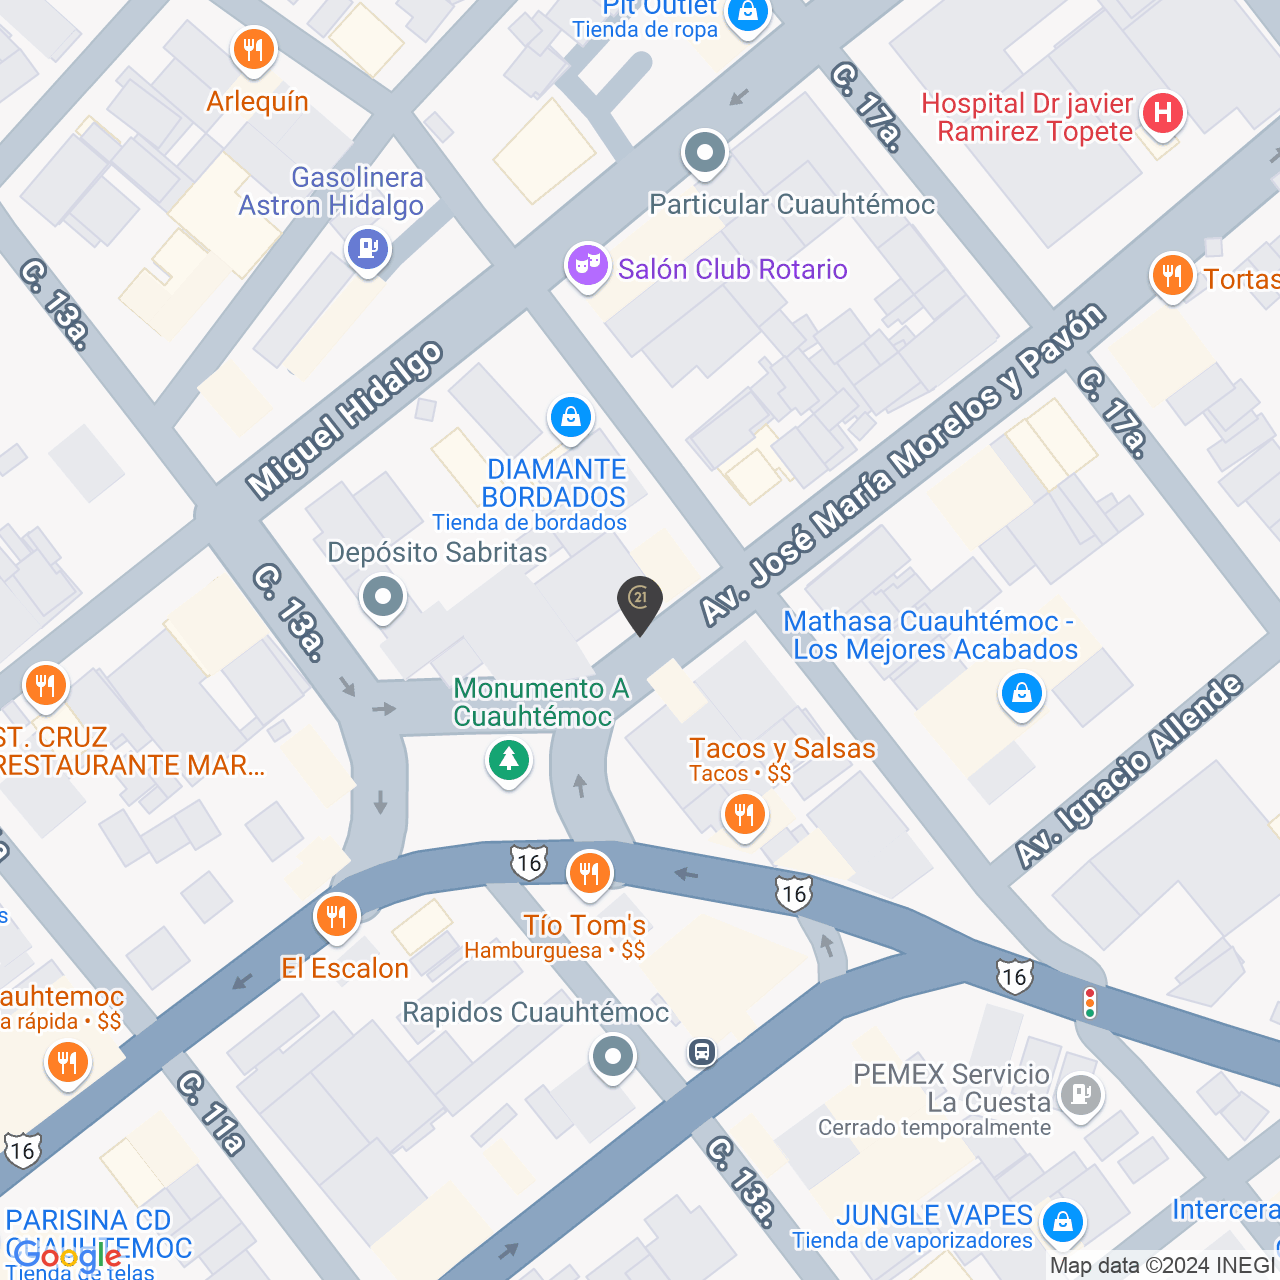 Pit Outlet
Tienda de ropa
Arlequín
C. 17a.
Hospital Dr javier
Ramirez Topete
H
Gasolinera
Astron Hidalgo
Particular Cuauhtémoc
Salón Club Rotario
Tortas
C. 13a.
Miguel Hidalgo
Av. José María Morelos y Pavón
C. 17a.
DIAMANTE
BORDADOS
Tienda de bordados
Depósito Sabritas
C. 13a.
21
Mathasa Cuauhtémoc -
Los Mejores Acabados
Monumento A
Cuauhtémoc
ST. CRUZ
RESTAURANTE MAR...
Tacos y Salsas
Tacos • $$
Av. Ignacio Allende
16
16
Tío Tom's
Hamburguesa • $$
El Escalon
16
auhtemoc
a rápida • $$
Rapidos Cuauhtémoc
PEMEX Servicio
La Cuesta
Cerrado temporalmente
C. 11a
16
C. 13a.
PARISINA CD
CUAUHTEMOC
Tienda de telas
Google
JUNGLE VAPES
Tienda de vaporizadores
Intercera
Map data ©2024 INEGI